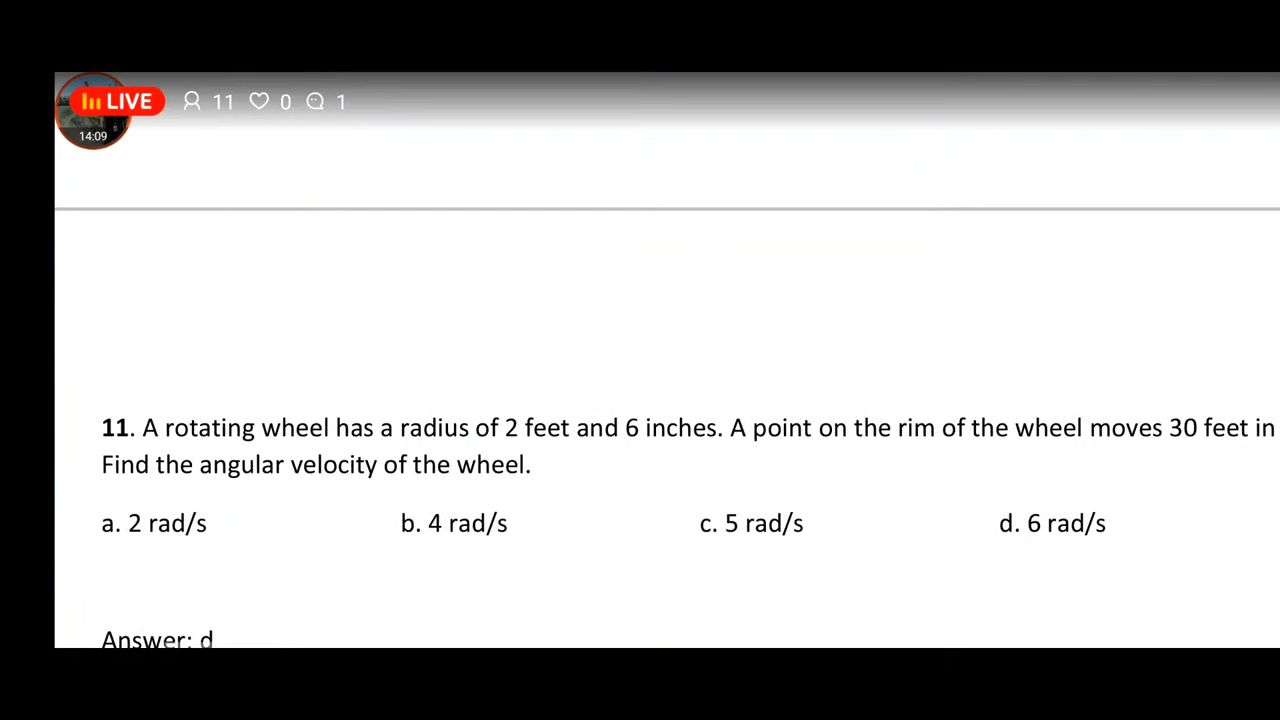 LIVE 11 0 1
14:09
11. A rotating wheel has a radius of 2 feet and 6 inches. A point on the rim of the wheel moves 30 feet in
Find the angular velocity of the wheel.
a. 2 rad/s b. 4 rad/s c. 5 rad/s d. 6 rad/s
Answer: d